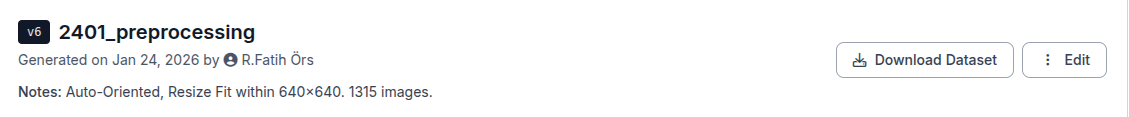 v6 2401_preprocessing
Generated on Jan 24, 2026 by R.Fatih Örs
Download Dataset
Edit
Notes: Auto-Oriented, Resize Fit within 640×640. 1315 images.